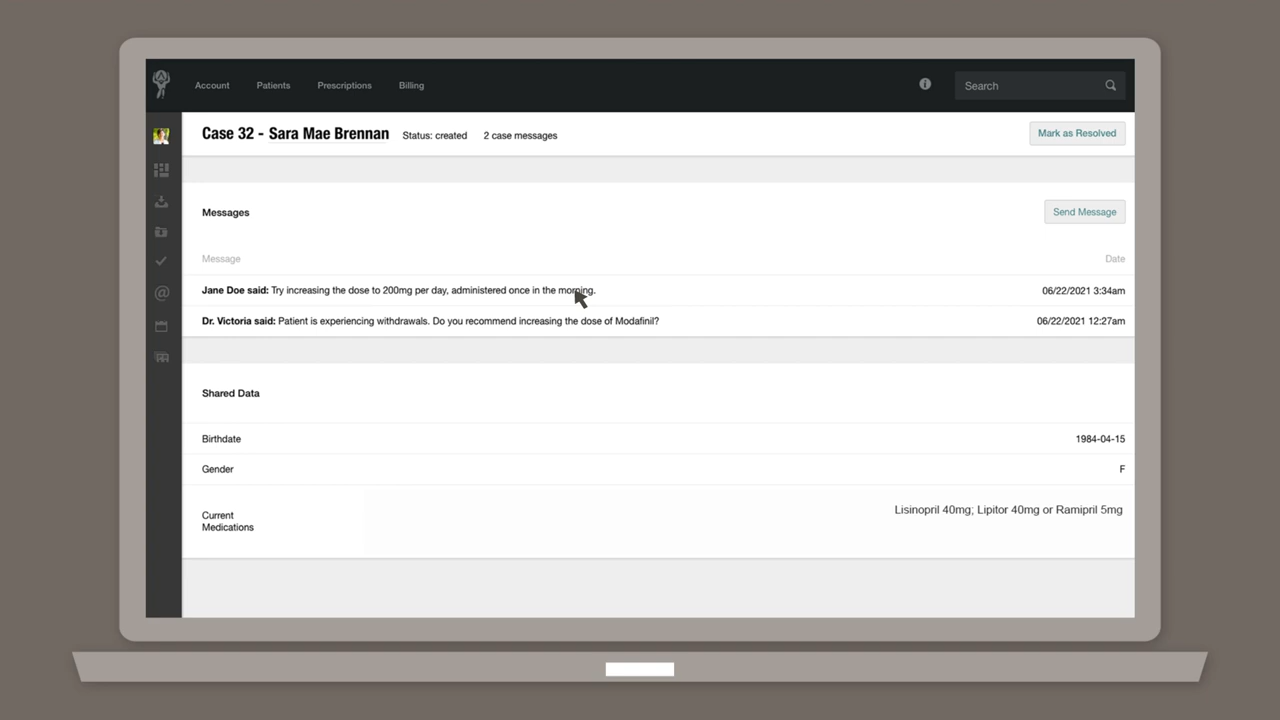 Account Patients Prescriptions Billing Search
Case 32 - Sara Mae Brennan Status: created 2 case messages Mark as Resolved
Messages Send Message
Message Date
Jane Doe said: Try increasing the dose to 200mg per day, administered once in the morning. 06/22/2021 3:34am
Dr. Victoria said: Patient is experiencing withdrawals. Do you recommend increasing the dose of Modafinil? 06/22/2021 12:27am
Shared Data
Birthdate 1984-04-15
Gender F
Current
Medications
Lisinopril 40mg; Lipitor 40mg or Ramipril 5mg